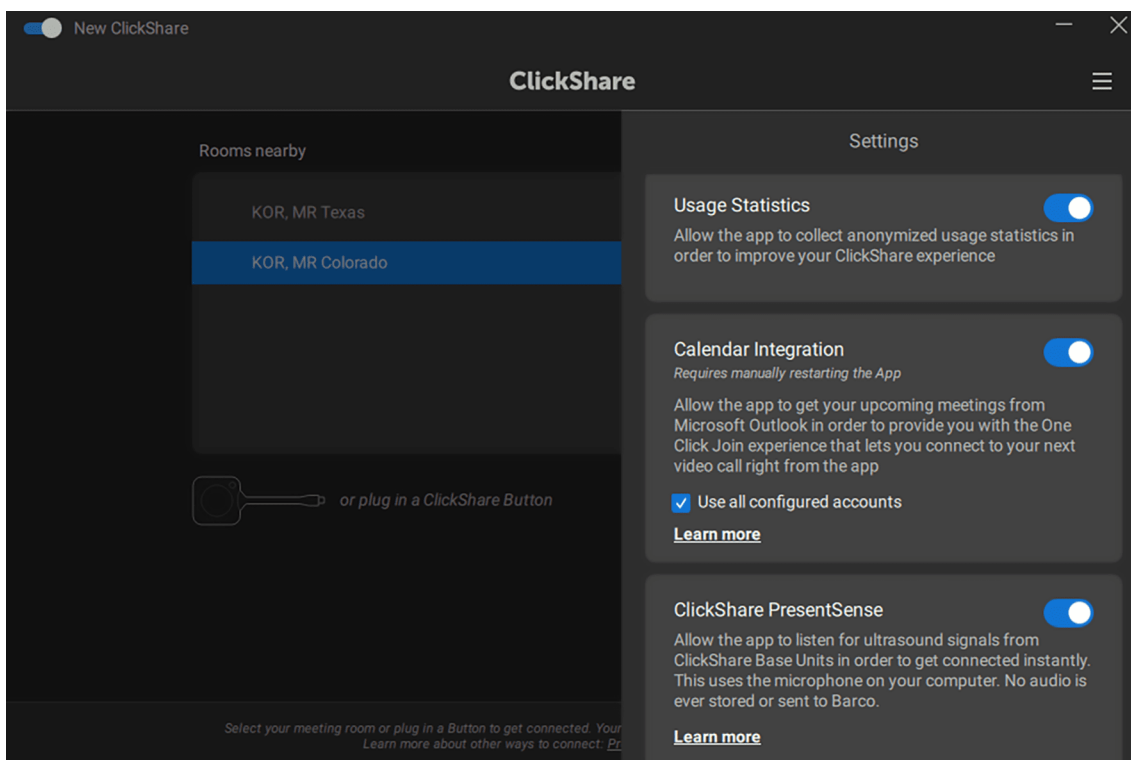 New ClickShare
ClickShare
Rooms nearby
KOR, MR Texas
KOR, MR Colorado
or plug in a ClickShare Button
Select your meeting room or plug in a Button to get connected. Your
Learn more about other ways to connect: Pr
Settings
Usage Statistics
Allow the app to collect anonymized usage statistics in
order to improve your ClickShare experience
Calendar Integration
Requires manually restarting the App
Allow the app to get your upcoming meetings from
Microsoft Outlook in order to provide you with the One
Click Join experience that lets you connect to your next
video call right from the app
Use all configured accounts
Learn more
ClickShare PresentSense
Allow the app to listen for ultrasound signals from
ClickShare Base Units in order to get connected instantly.
This uses the microphone on your computer. No audio is
ever stored or sent to Barco.
Learn more